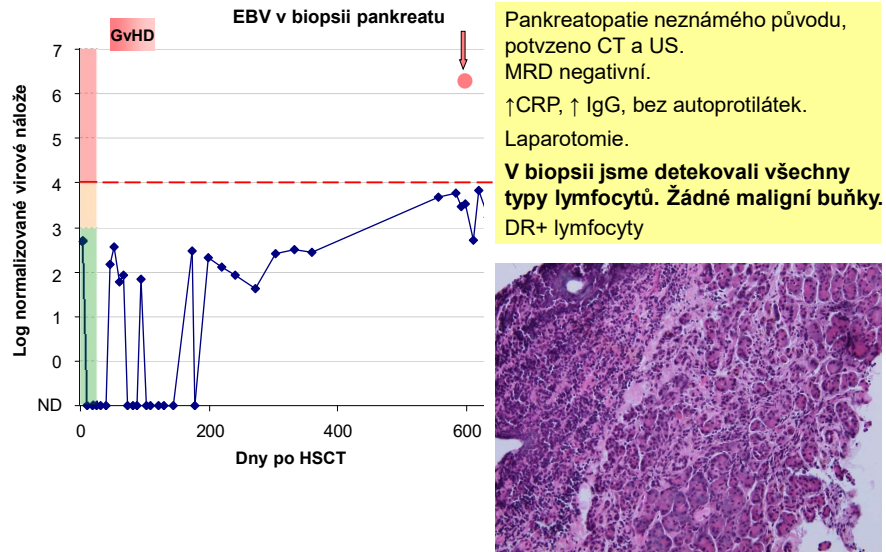 EBV v biopsii pankreatu
GvHD
7
6
5
4
3
2
1
0
ND
0
200
400
600
Log normalizované virové nálože
Dny po HSCT
Pankreatopatie neznámého původu,
potvzeno CT a US.
MRD negativní.
↑CRP, ↑ IgG, bez autoprotilátek.
Laparotomie.
V biopsii jsme detekovali všechny
typy lymfocytů. Žádné maligní buňky.
DR+ lymfocyty